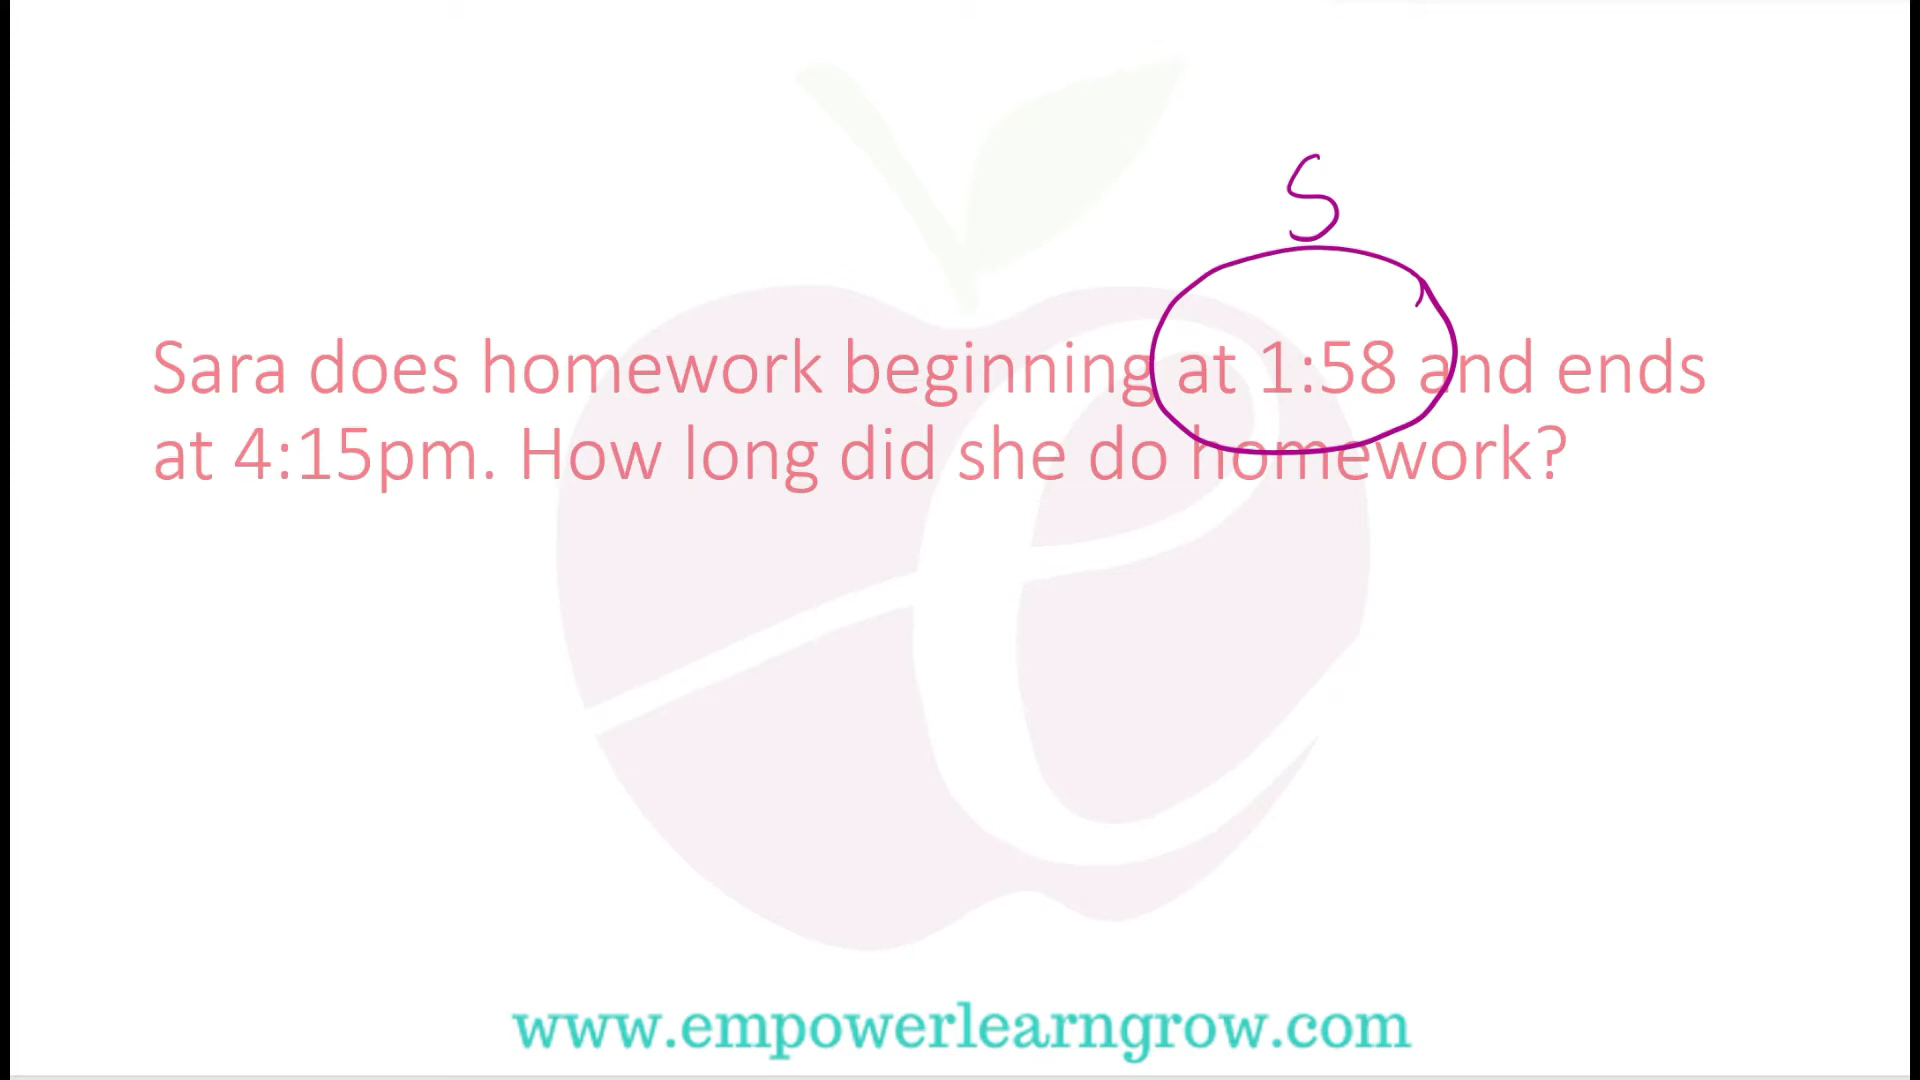 S
Sara does homework beginning at 1:58 and ends
at 4:15pm. How long did she do homework?
www.empowerlearngrow.com